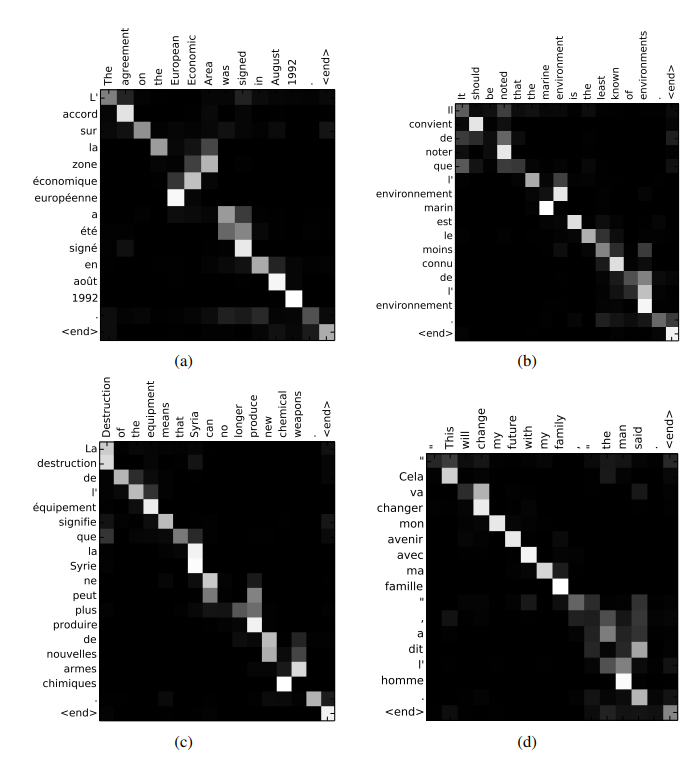 The agreement on the European Economic Area was signed in August 1992 . <end>
L'
accord
sur
la
zone
économique
européenne
a
été
signé
en
août
1992
.
<end>
(a)
It should be noted that the marine environment is the least known of environments . <end>
Il
convient
de
noter
que
l'
environnement
marin
est
le
moins
connu
de
l'
environnement
.
<end>
(b)
Destruction of the equipment means that Syria can no longer produce new chemical weapons . <end>
La
destruction
de
l'
équipement
signifie
que
la
Syrie
ne
peut
plus
produire
de
nouvelles
armes
chimiques
.
<end>
(c)
" This will change my future with my family , " the man said . <end>
"
Cela
va
changer
mon
avenir
avec
ma
famille
"
,
a
dit
l'
homme
.
<end>
(d)